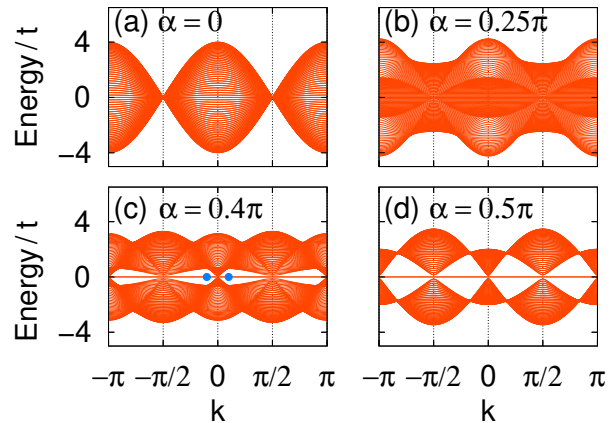 (a) α = 0
(b) α = 0.25π
Energy/t
4
0
−4
(c) α = 0.4π
(d) α = 0.5π
Energy/t
4
0
−4
−π −π/2 0 π/2 π
−π −π/2 0 π/2 π
k
k